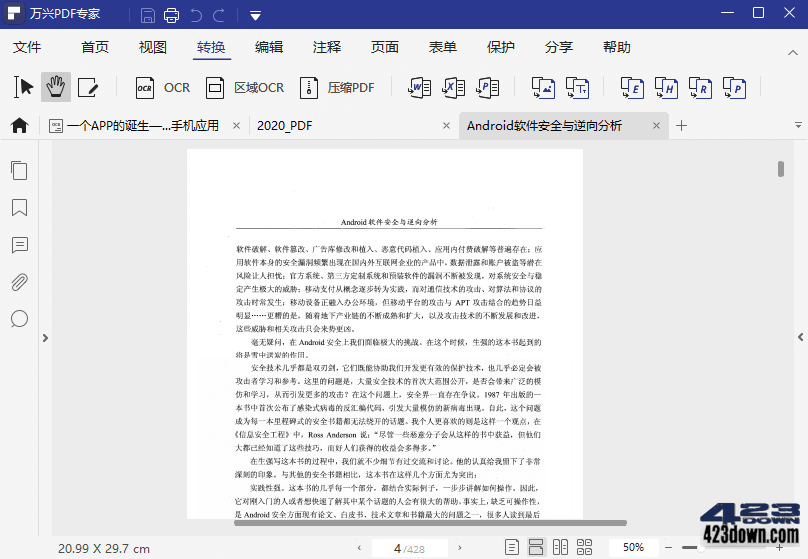 万兴PDF专家
文件 首页 视图 转换 编辑 注释 页面 表单 保护 分享 帮助
OCR OCR OCR 区域OCR 压缩PDF W X P T E H R P
OCR 一个APP的诞生—...手机应用 × 2020_PDF × Android软件安全与逆向分析 × +
Android 软件安全与逆向分析
软件破解、软件篡改、广告库修改和植入、恶意代码植入、应用内付费破解等普遍存在；应
用软件本身的安全漏洞频繁出现在国内外互联网企业的产品中，数据泄露和账户被盗等潜在
风险让人担忧；官方系统、第三方定制系统和预装软件的漏洞不断被发现，对系统安全与稳
定产生极大的威胁；移动支付从概念逐步转为实践，而对通信技术的攻击、对算法和协议的
攻击时常发生；移动设备正融入办公环境，但移动平台的攻击与 APT 攻击结合的趋势日益
明显……更糟的是，随着地下产业链的不断成熟和扩大，以及攻击技术的不断发展和改进，
这些威胁和相关攻击只会来势更凶。
毫无疑问，在 Android 安全上我们面临极大的挑战。在这个时候，生强的这本书起到的
将是雪中送炭的作用。
安全技术几乎都是双刃剑，它们既能协助我们开发更有效的保护技术，也几乎必定会被
攻击者学习和参考。这里的问题是，大量安全技术的首次大范围公开，是否会带来广泛的模
仿和学习，从而引发更多的攻击？在这个问题上，安全界一直存在争议。1987 年出版的一
本书中首次公布了感染式病毒的反汇编代码，引发大量模仿的新病毒出现。自此，这个问题
成为每一本里程碑式的安全书籍都无法绕开的话题。我个人更喜欢的则是这样一个观点，在
《信息安全工程》中，Ross Anderson 说：“尽管一些恶意分子会从这样的书中获益，但他们
大都已经知道了这些技巧，而好人们获得的收益会多得多。”
在生强写这本书的过程中，我们就不少细节有过交流和讨论。他的认真给我留下了非常
深刻的印象。与其他的安全书籍相比，这本书在这样几个方面尤为突出：
实践性强。这本书的几乎每一个部分，都结合实际例子，一步步讲解如何操作。因此，
它对刚入门的人或者想快速了解其中某个话题的人会有很大的帮助。事实上，缺乏可操作性，
是 Android 安全方面现有论文、白皮书、技术文章和书籍最大的问题之一，很多人读到最后
20.99 X 29.7 cm 4 /428 50%
423DOWN
423down.com